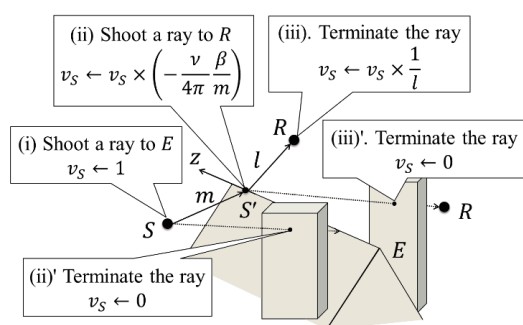 (ii) Shoot a ray to R
v_S ← v_S × (−ν/4π β/m)
(iii). Terminate the ray
v_S ← v_S × 1/l
(i) Shoot a ray to E
v_S ← 1
(iii)'. Terminate the ray
v_S ← 0
R
z
l
m
S
S'
R
E
(ii)' Terminate the ray
v_S ← 0